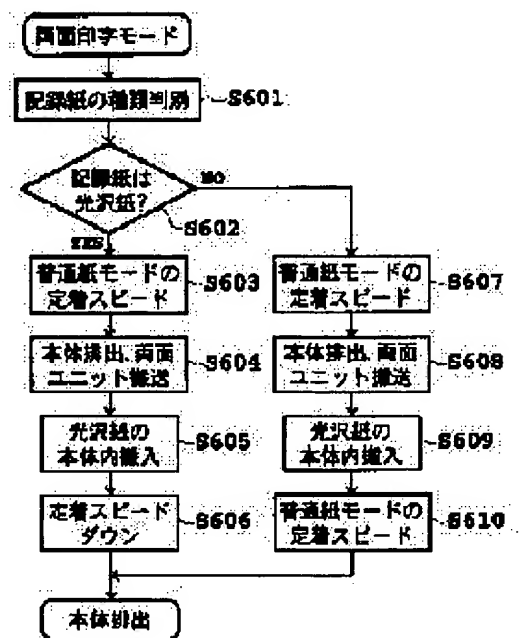 両面印字モード
記録紙の種類判別
S601
記録紙は
光沢紙?
NO
S602
YES
普通紙モードの
定着スピード
S603
普通紙モードの
定着スピード
S607
本体排出、両面
ユニット搬送
S604
本体排出、両面
ユニット搬送
S608
光沢紙の
本体内搬入
S605
光沢紙の
本体内搬入
S609
定着スピード
ダウン
S606
普通紙モードの
定着スピード
S610
本体排出